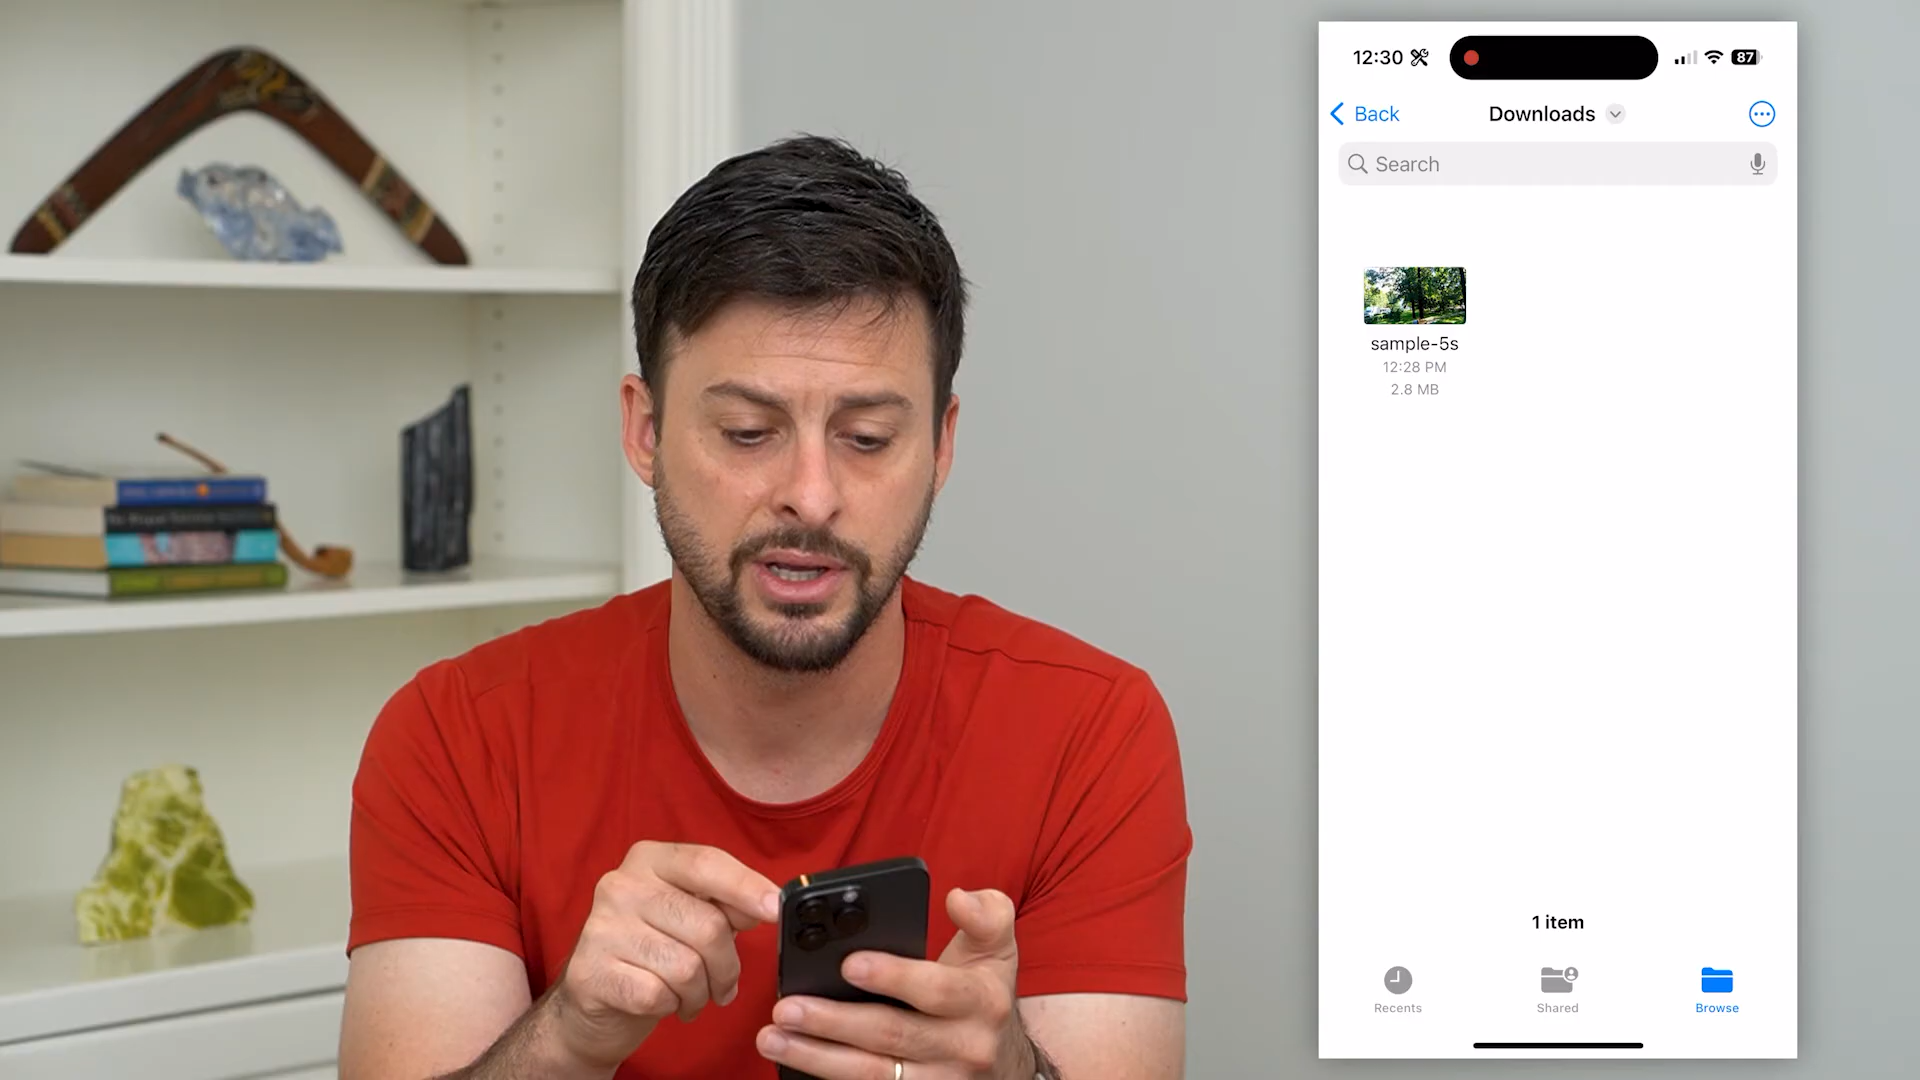 12:30
87
Back
Downloads
Search
sample-5s
12:28 PM
2.8 MB
1 item
Recents
Shared
Browse